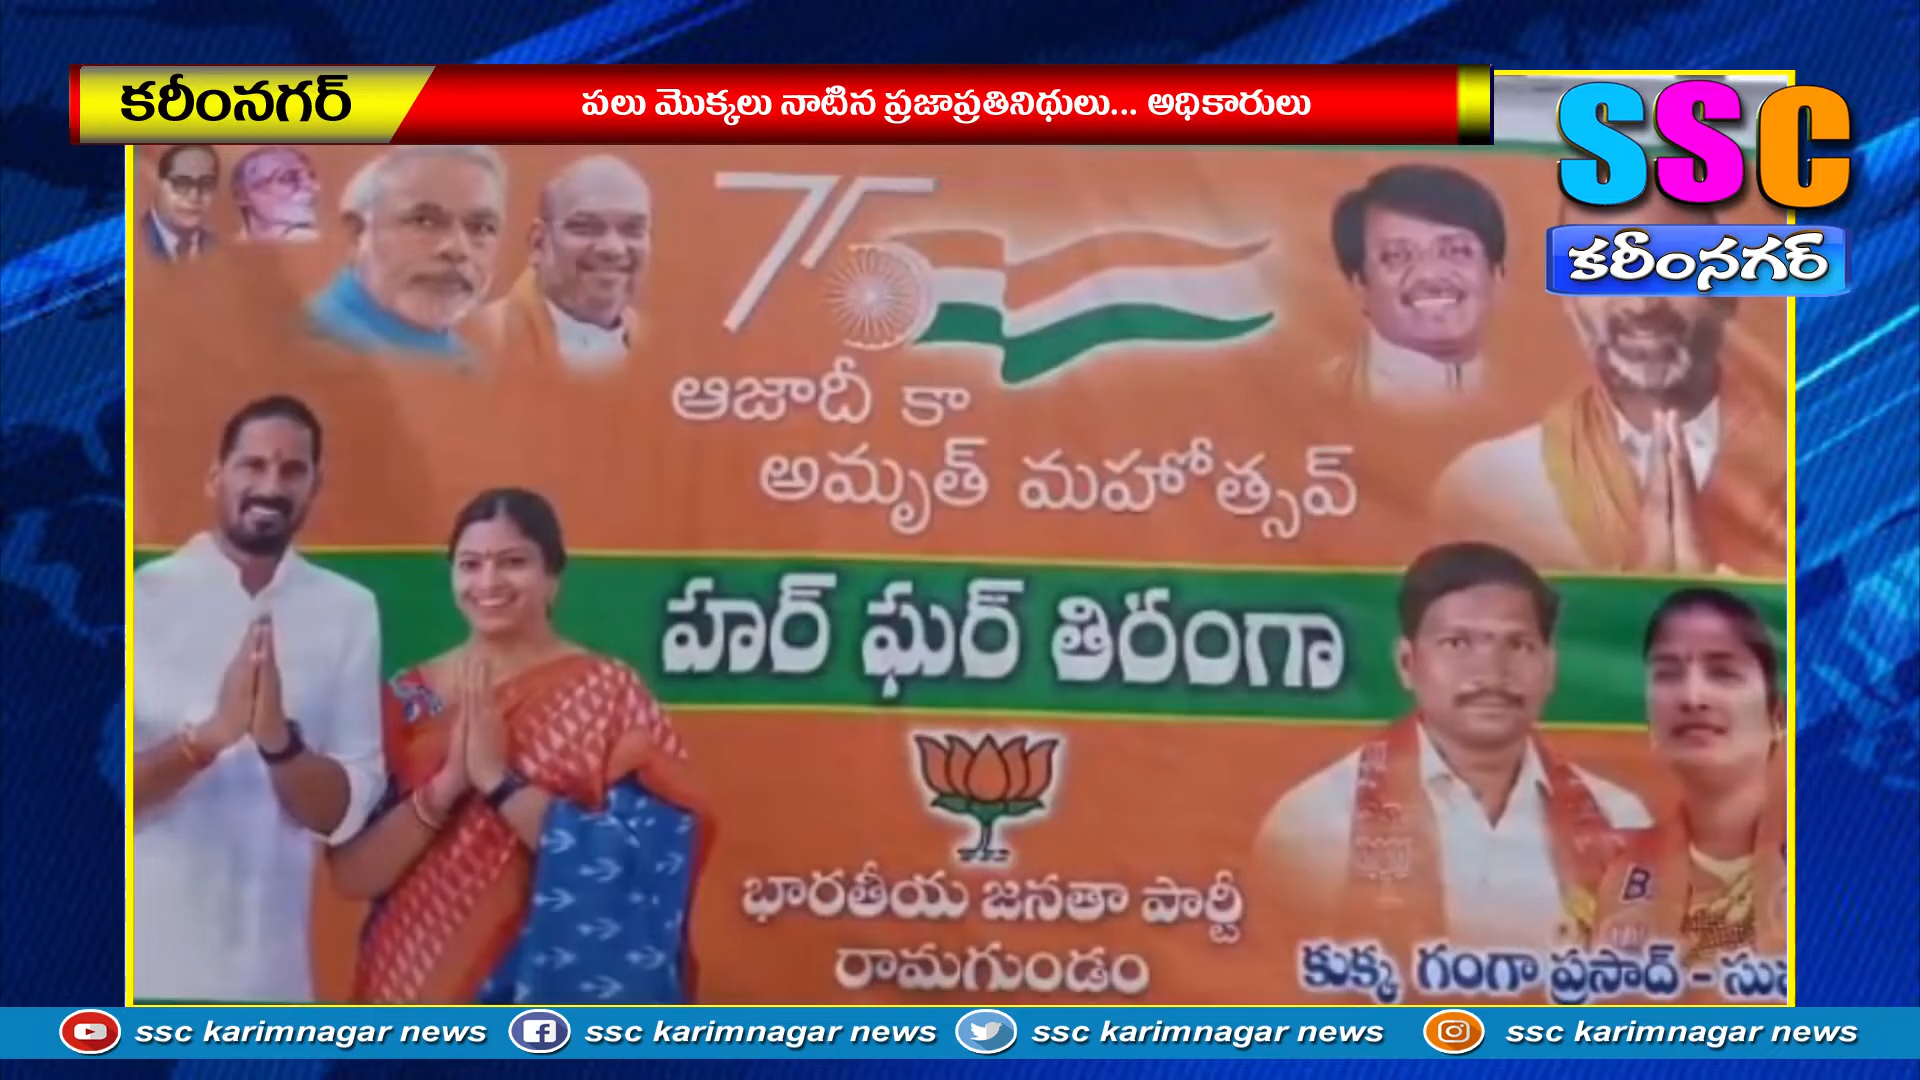 కరీంనగర్
పలు మొక్కలు నాటిన ప్రజాప్రతినిధులు... అధికారులు
SSC
కరీంనగర్
75
ఆజాదీ కా
అమృత్ మహోత్సవ్
హర్ ఘర్ తిరంగా
భారతీయ జనతా పార్టీ
రామగుండం
B.
కుక్క గంగా ప్రసాద్ -
ssc karimnagar news
ssc karimnagar news
ssc karimnagar news
ssc karimnagar news